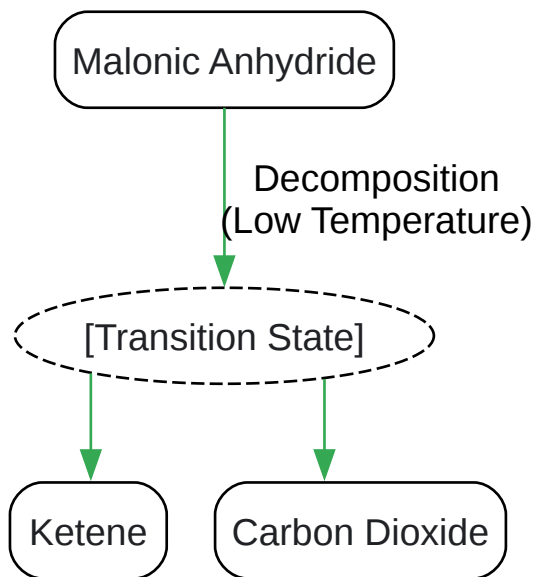 Malonic Anhydride
Decomposition
(Low Temperature)
[Transition State]
Ketene
Carbon Dioxide